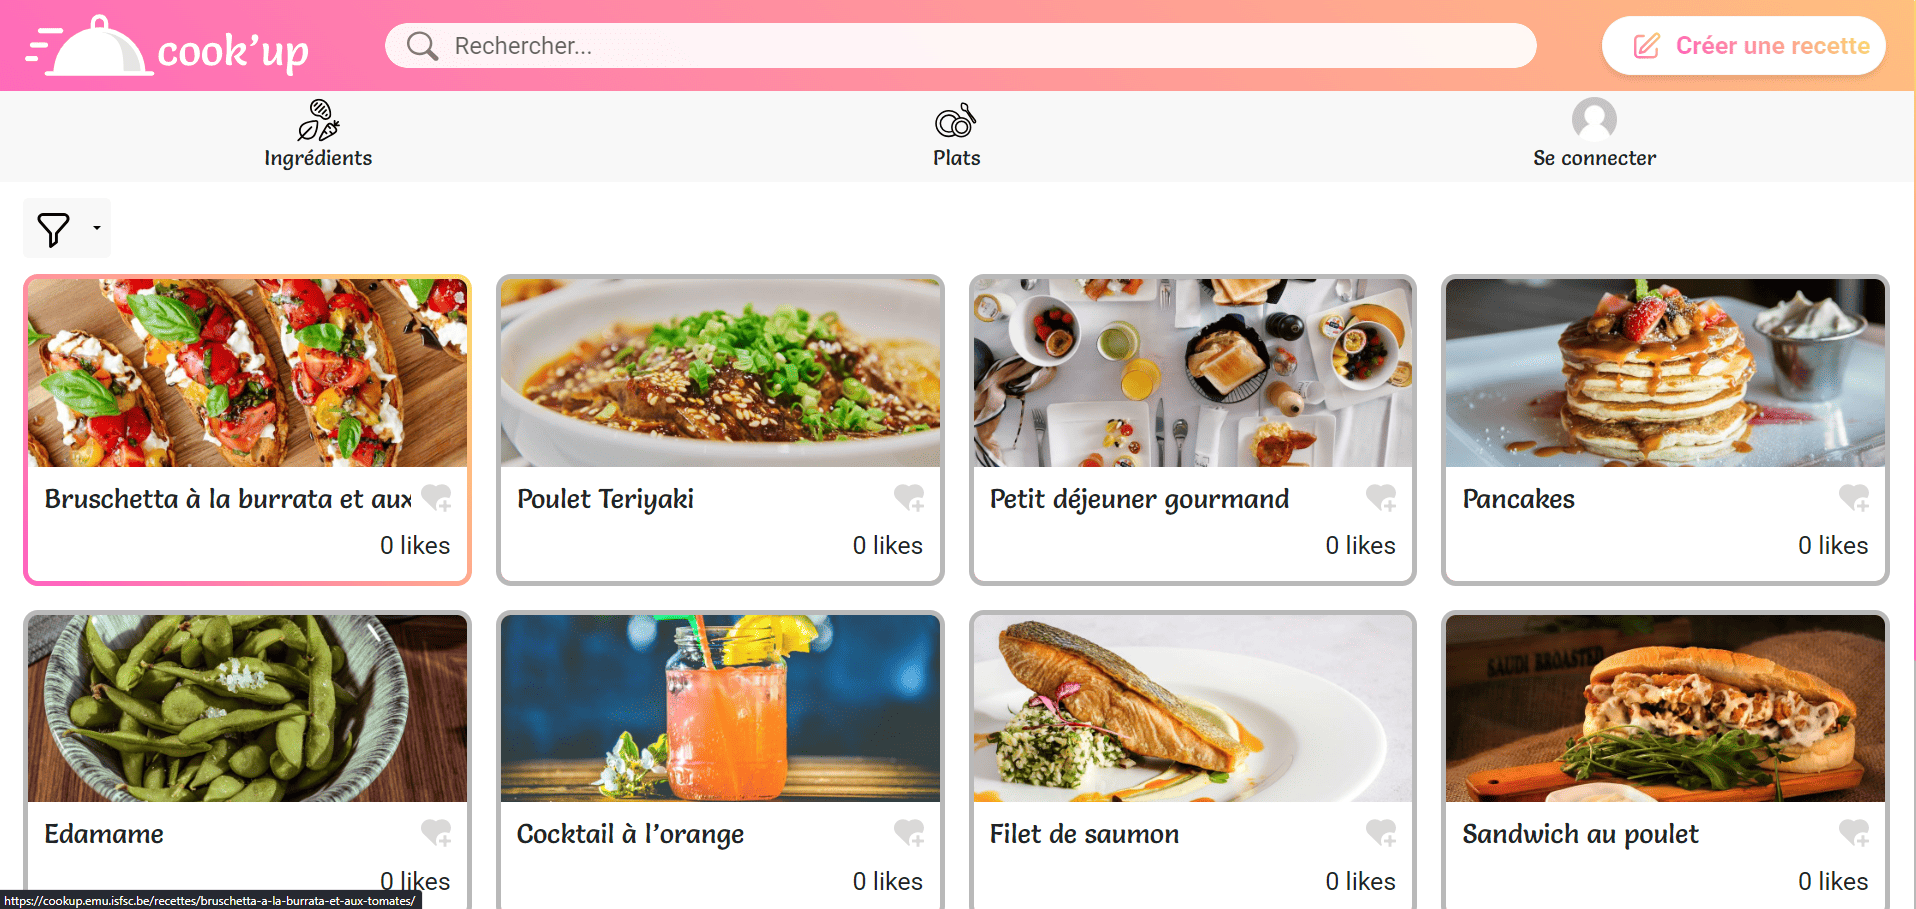 cook'up
Rechercher...
Créer une recette
Ingrédients
Plats
Se connecter
Bruschetta à la burrata et aux
0 likes
Poulet Teriyaki
0 likes
Petit déjeuner gourmand
0 likes
Pancakes
0 likes
SAUDI ROASTED
Edamame
0 likes
Cocktail à l'orange
0 likes
Filet de saumon
0 likes
Sandwich au poulet
0 likes
https://cookup.emu.isfsc.be/recettes/bruschetta-a-la-burrata-et-aux-tomates/